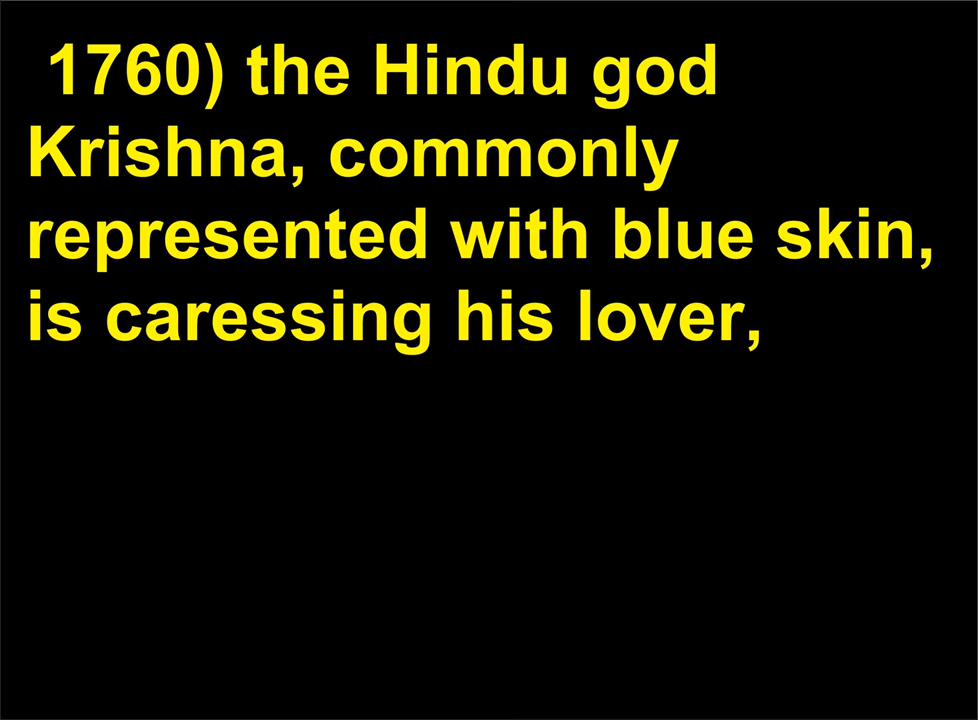 1760) the Hindu god
Krishna, commonly
represented with blue skin,
is caressing his lover,